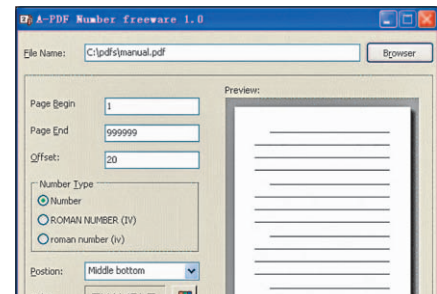 A-PDF Number freeware 1.0
File Name: C:\pdfs\manual.pdf Browser
Preview:
Page Begin 1
Page End 999999
Offset: 20
Number Type
Number
ROMAN NUMBER (IV)
roman number (iv)
Postion: Middle bottom